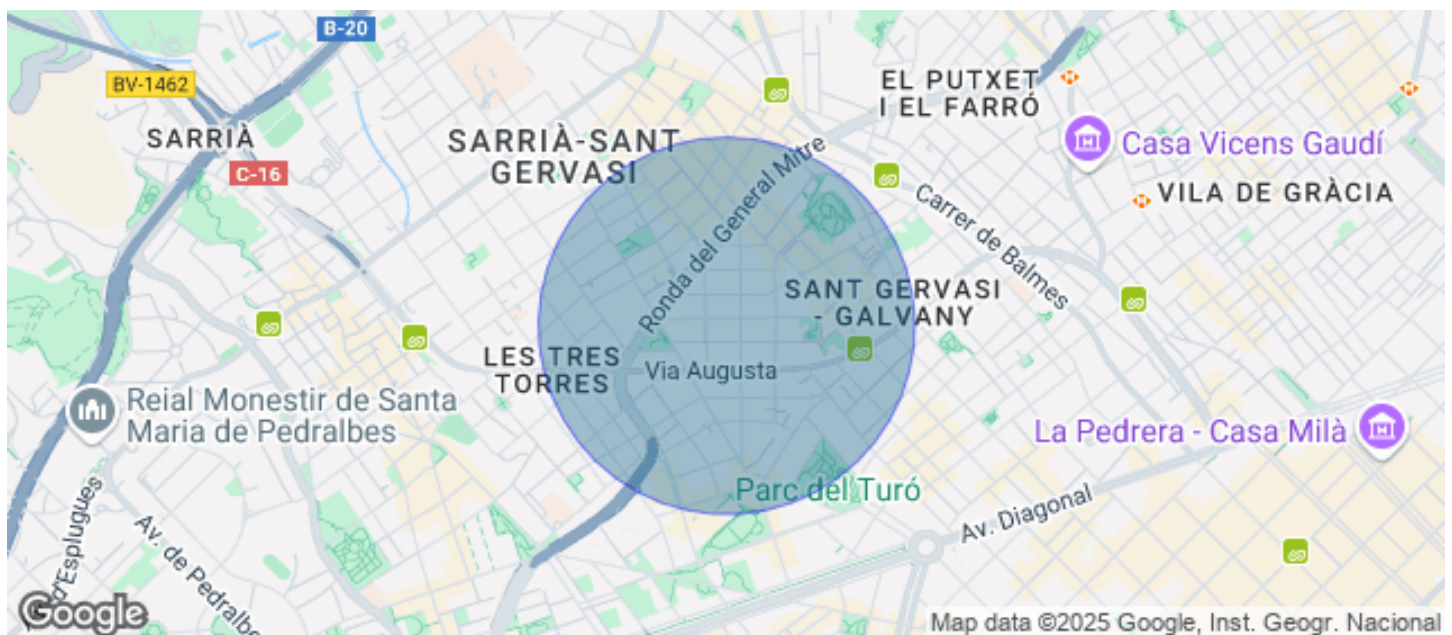 B-20
BV-1462
SARRIÀ
C-16
SARRIÀ-SANT
GERVASI
EL PUTXET
I EL FARRÓ
Casa Vicens Gaudí
VILA DE GRÀCIA
Ronda del General Mitre
Carrer de Balmes
SANT GERVASI
- GALVANY
LES TRES
TORRES
Via Augusta
Reial Monestir de Santa
Maria de Pedralbes
La Pedrera - Casa Milà
Parc del Turó
Av. Diagonal
d'Esplugues
Av. de Pedralbes
Google
Map data ©2025 Google, Inst. Geogr. Nacional